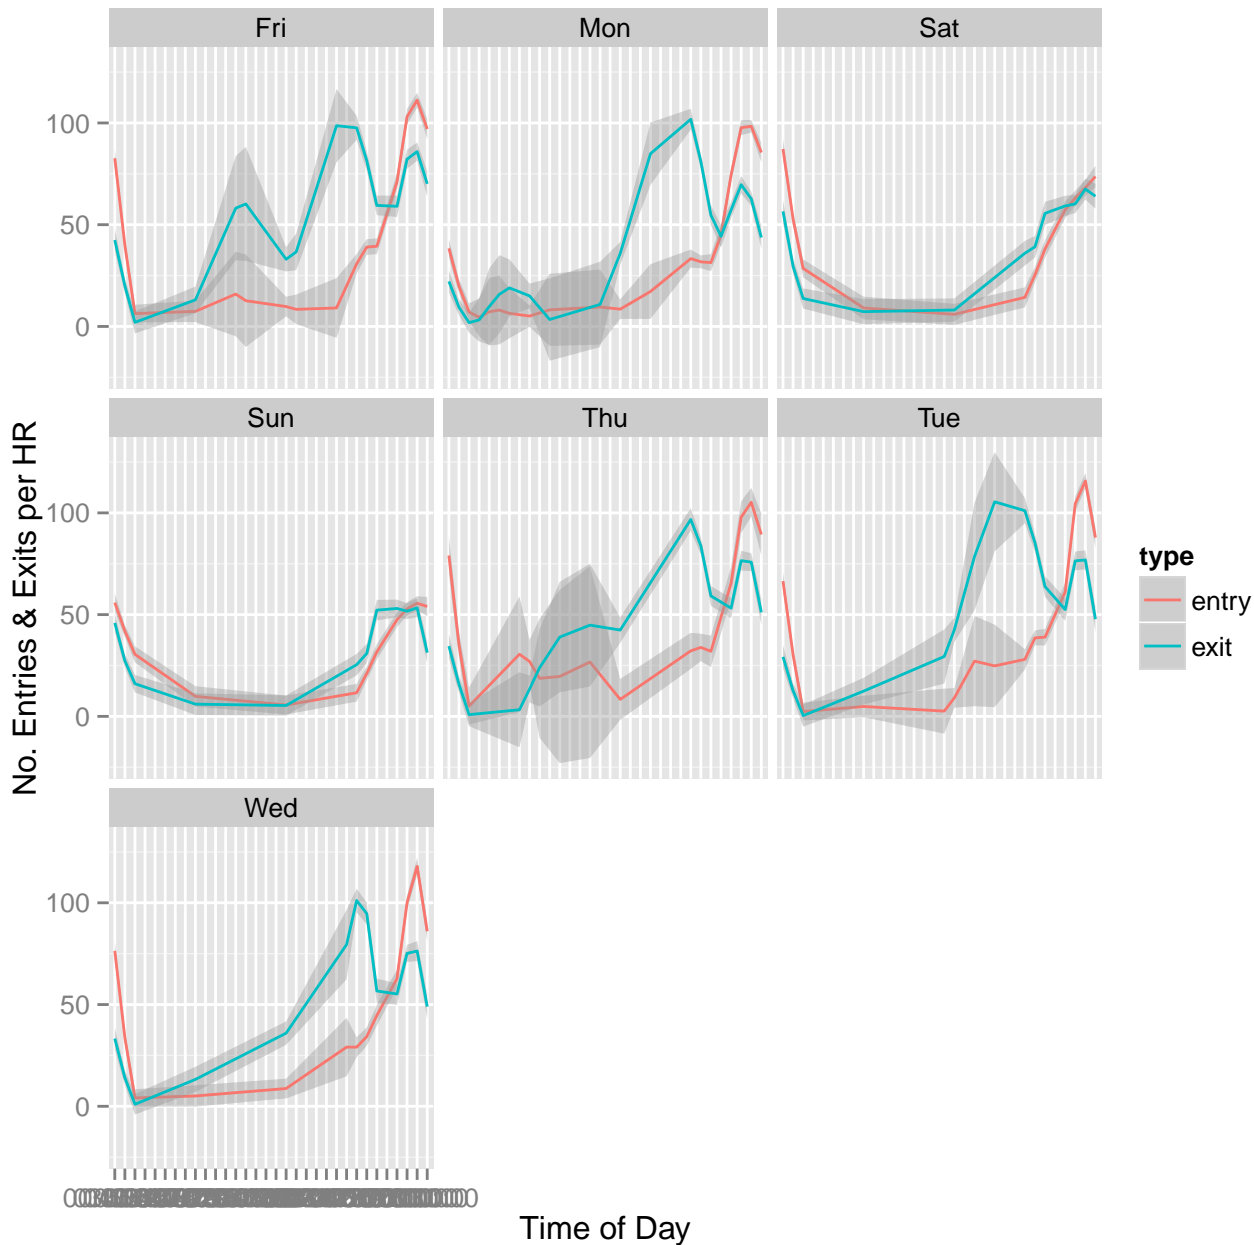 Fri
Mon
Sat
100
50
0
Sun
Thu
Tue
100
50
0
Wed
100
50
0
No. Entries & Exits per HR
Time of Day
type
entry
exit